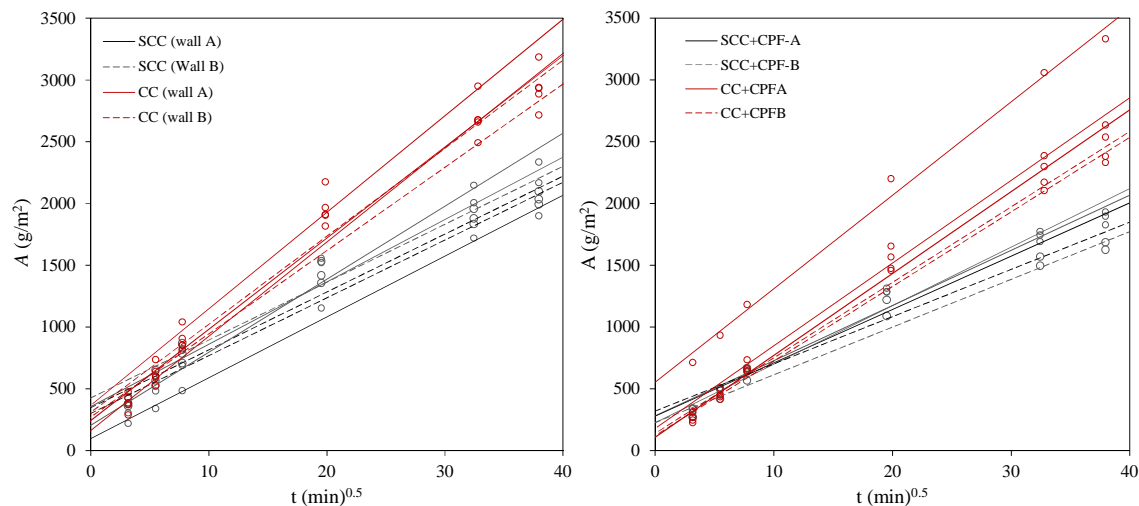 3500
3000
2500
2000
1500
1000
500
0
A (g/m²)
0 10 20 30 40
t (min)^0.5
SCC (wall A)
SCC (Wall B)
CC (wall A)
CC (wall B)
3500
3000
2500
2000
1500
1000
500
0
A (g/m²)
0 10 20 30 40
t (min)^0.5
SCC+CPF-A
SCC+CPF-B
CC+CPFA
CC+CPFB